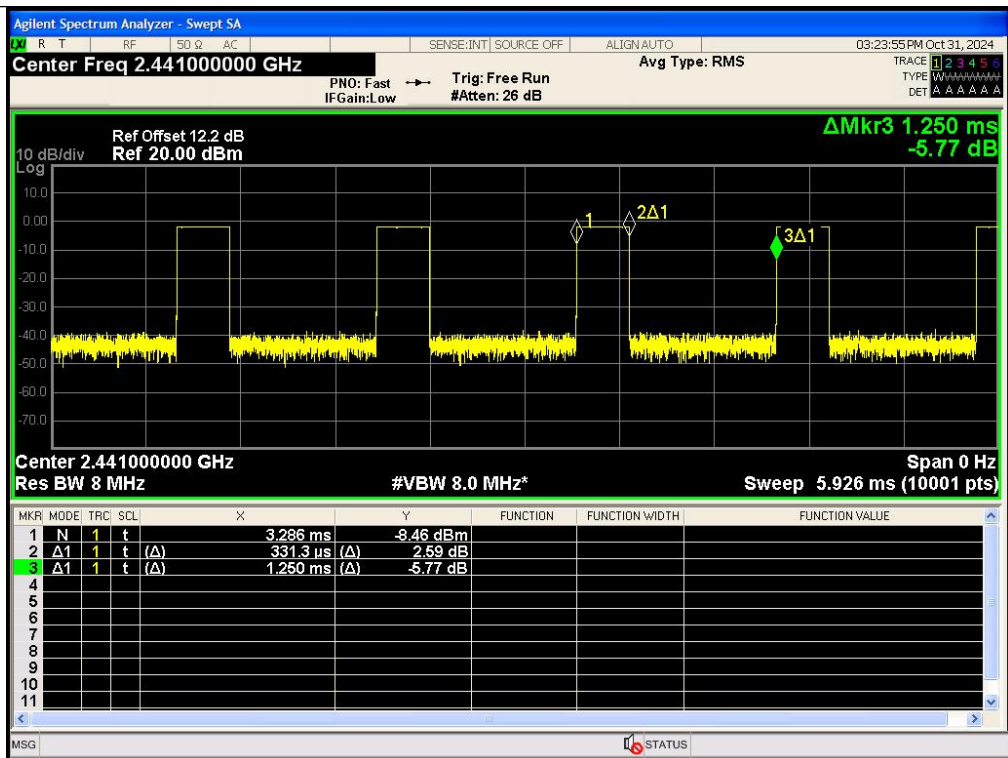 Agilent Spectrum Analyzer - Swept SA
LXI R T RF 50 Ω AC SENSE:INT SOURCE OFF ALIGN AUTO 03:23:55 PM Oct 31, 2024
Center Freq 2.441000000 GHz Avg Type: RMS TRACE 1 2 3 4 5 6
PNO: Fast Trig: Free Run TYPE W
IFGain:Low #Atten: 26 dB DET A A A A A A
ΔMkr3 1.250 ms
-5.77 dB
Ref Offset 12.2 dB
10 dB/div Ref 20.00 dBm
Log
10.0
0.00
-10.0
-20.0
-30.0
-40.0
-50.0
-60.0
-70.0
1
2Δ1
3Δ1
Center 2.441000000 GHz Span 0 Hz
Res BW 8 MHz #VBW 8.0 MHz* Sweep 5.926 ms (10001 pts)
MKR MODE TRC SCL X Y FUNCTION FUNCTION WIDTH FUNCTION VALUE
1 N 1 t 3.286 ms -8.46 dBm
2 Δ1 1 t (Δ) 331.3 µs (Δ) 2.59 dB
3 Δ1 1 t (Δ) 1.250 ms (Δ) -5.77 dB
4
5
6
7
8
9
10
11
MSG STATUS